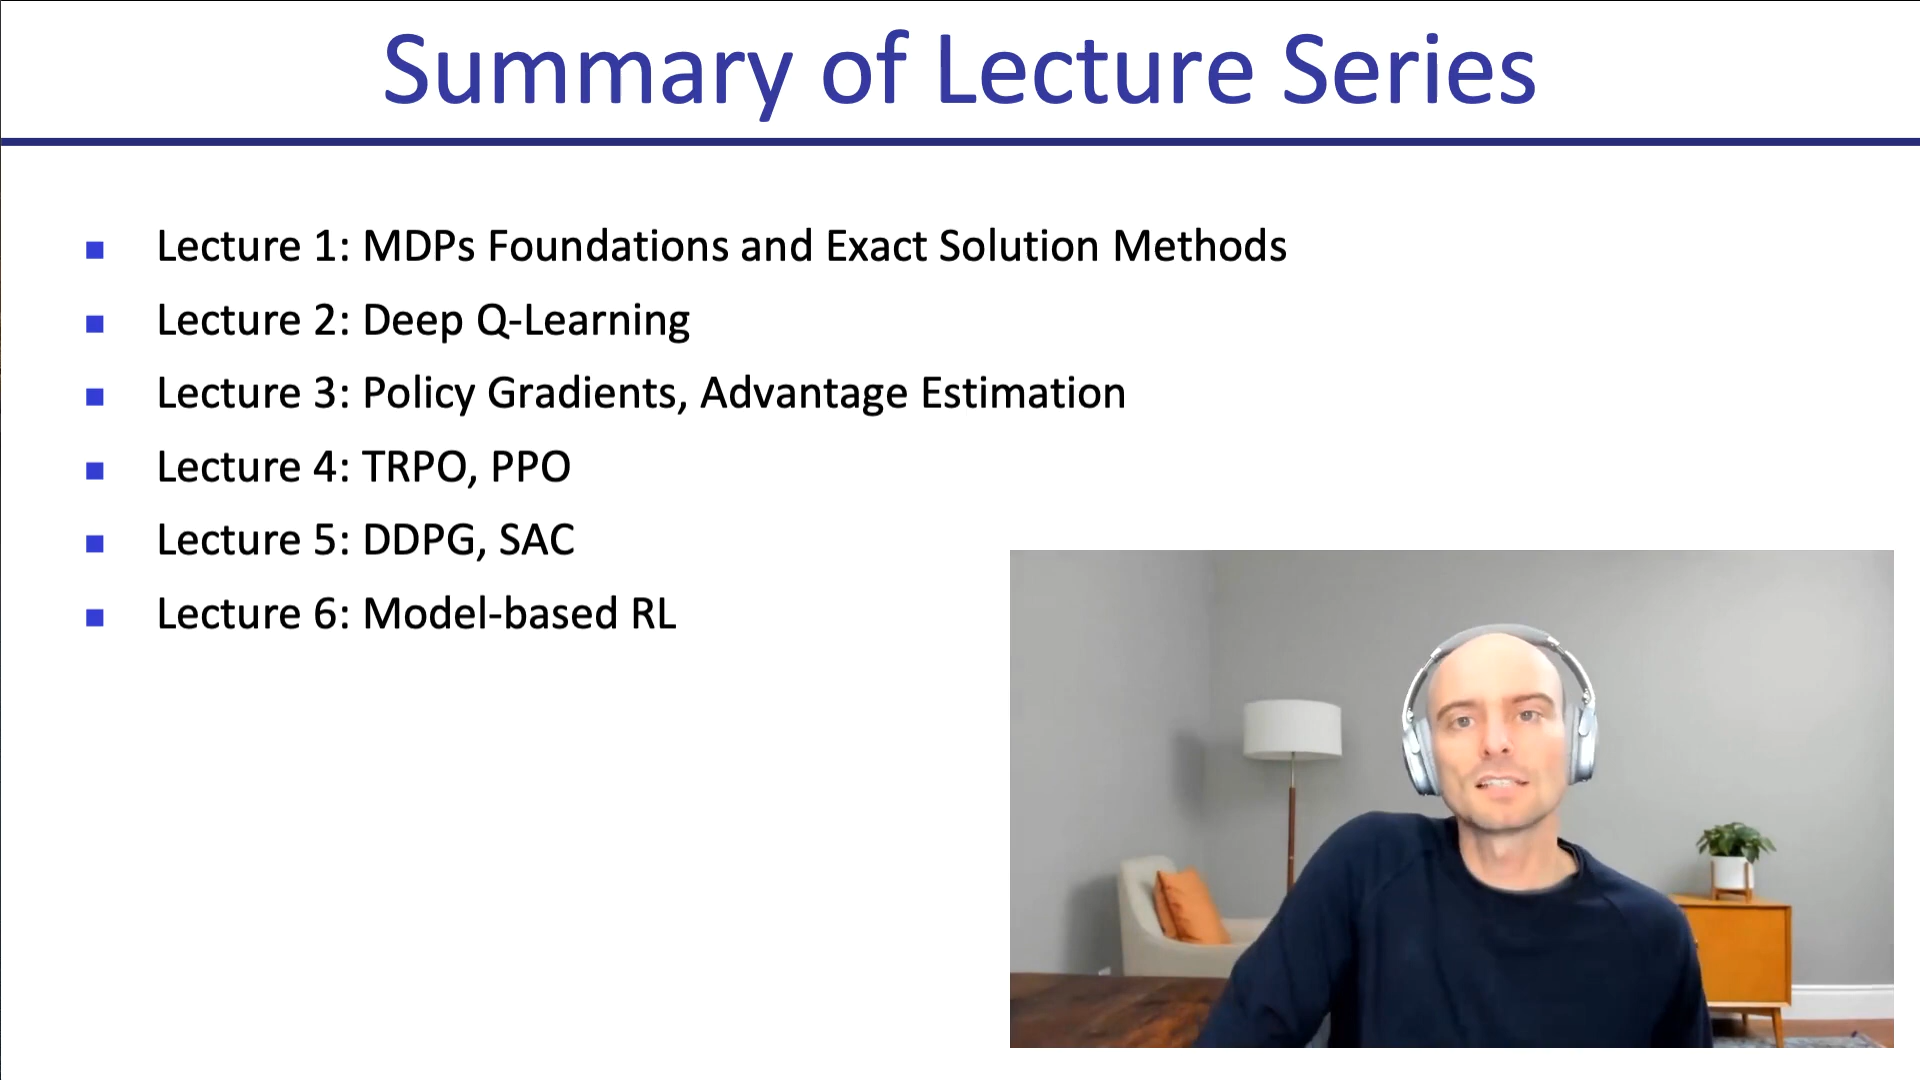 Summary of Lecture Series
Lecture 1: MDPs Foundations and Exact Solution Methods
Lecture 2: Deep Q-Learning
Lecture 3: Policy Gradients, Advantage Estimation
Lecture 4: TRPO, PPO
Lecture 5: DDPG, SAC
Lecture 6: Model-based RL